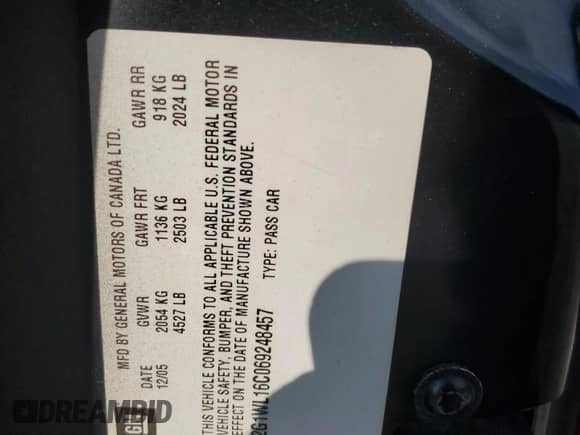 MFD BY GENERAL MOTORS OF CANADA LTD.
DATE GVWR GAWR FRT GAWR RR
12/05 2054 KG 1136 KG 918 KG
4527 LB 2503 LB 2024 LB
THIS VEHICLE CONFORMS TO ALL APPLICABLE U.S. FEDERAL MOTOR
VEHICLE SAFETY, BUMPER, AND THEFT PREVENTION STANDARDS IN
EFFECT ON THE DATE OF MANUFACTURE SHOWN ABOVE.
2G1WL16C069248457 TYPE: PASS CAR
DREAMBID